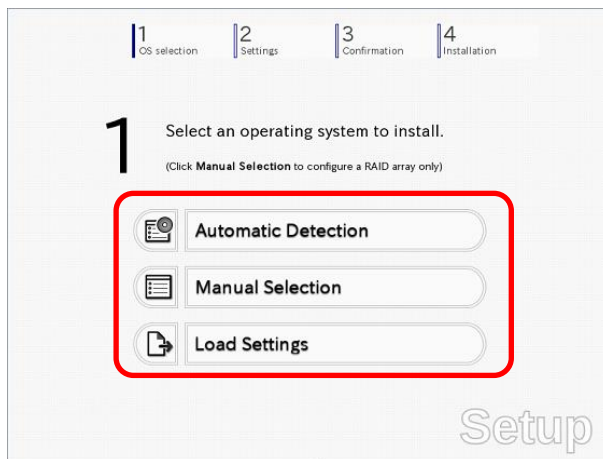 1 2 3 4
OS selection Settings Confirmation Installation
1 Select an operating system to install.
(Click Manual Selection to configure a RAID array only)
Automatic Detection
Manual Selection
Load Settings
Setup